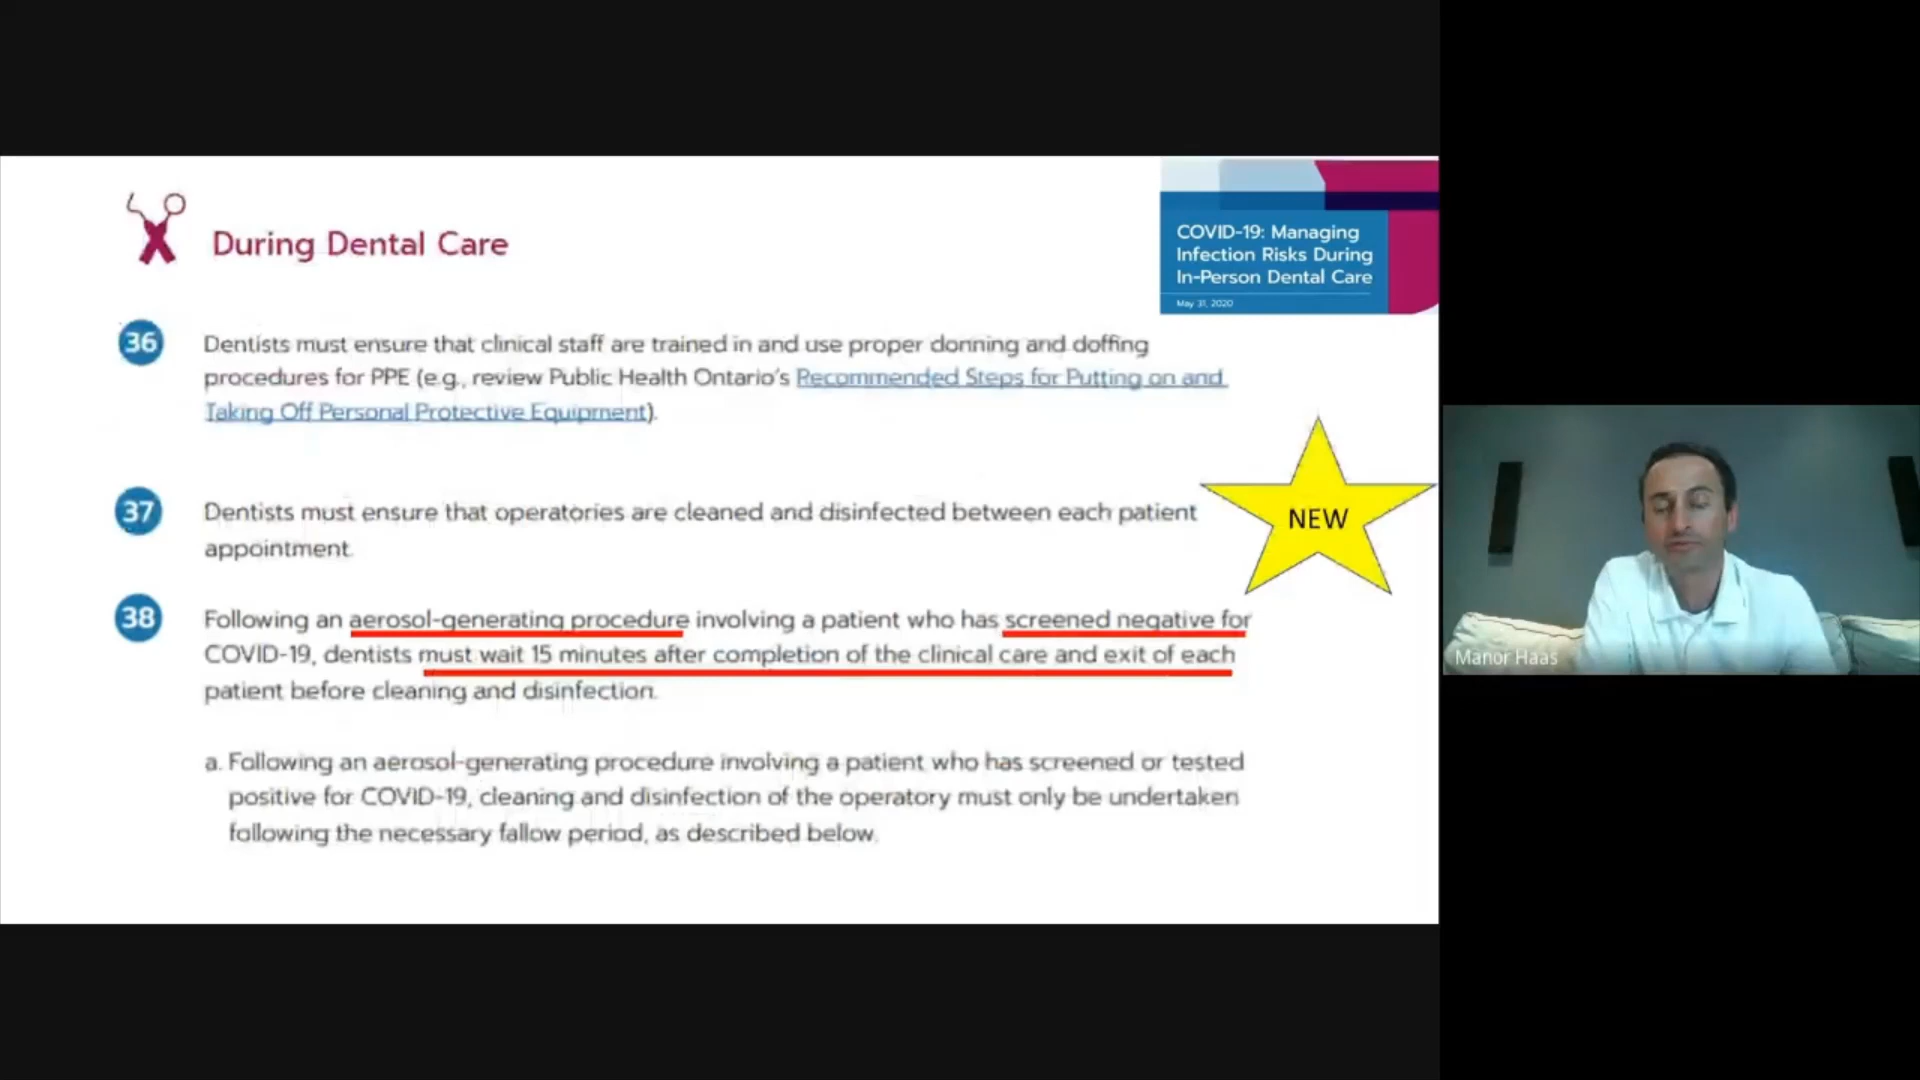 During Dental Care
COVID-19: Managing
Infection Risks During
In-Person Dental Care
May 31, 2020
36
Dentists must ensure that clinical staff are trained in and use proper donning and doffing
procedures for PPE (e.g., review Public Health Ontario's Recommended Steps for Putting on and
Taking Off Personal Protective Equipment).
37
Dentists must ensure that operatories are cleaned and disinfected between each patient
appointment.
NEW
38
Following an aerosol-generating procedure involving a patient who has screened negative for
COVID-19, dentists must wait 15 minutes after completion of the clinical care and exit of each
patient before cleaning and disinfection.
a. Following an aerosol-generating procedure involving a patient who has screened or tested
positive for COVID-19, cleaning and disinfection of the operatory must only be undertaken
following the necessary fallow period, as described below.
Manor Haas